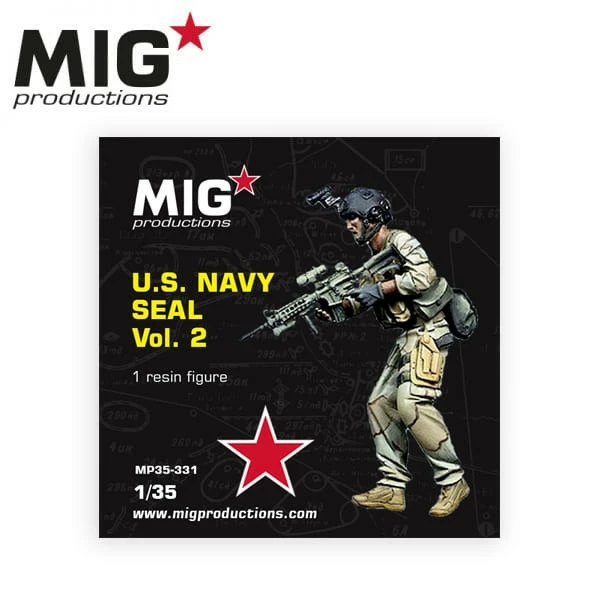 MIG
productions
MIG
productions
U.S. NAVY
SEAL
Vol. 2
1 resin figure
MP35-331
1/35
www.migproductions.com